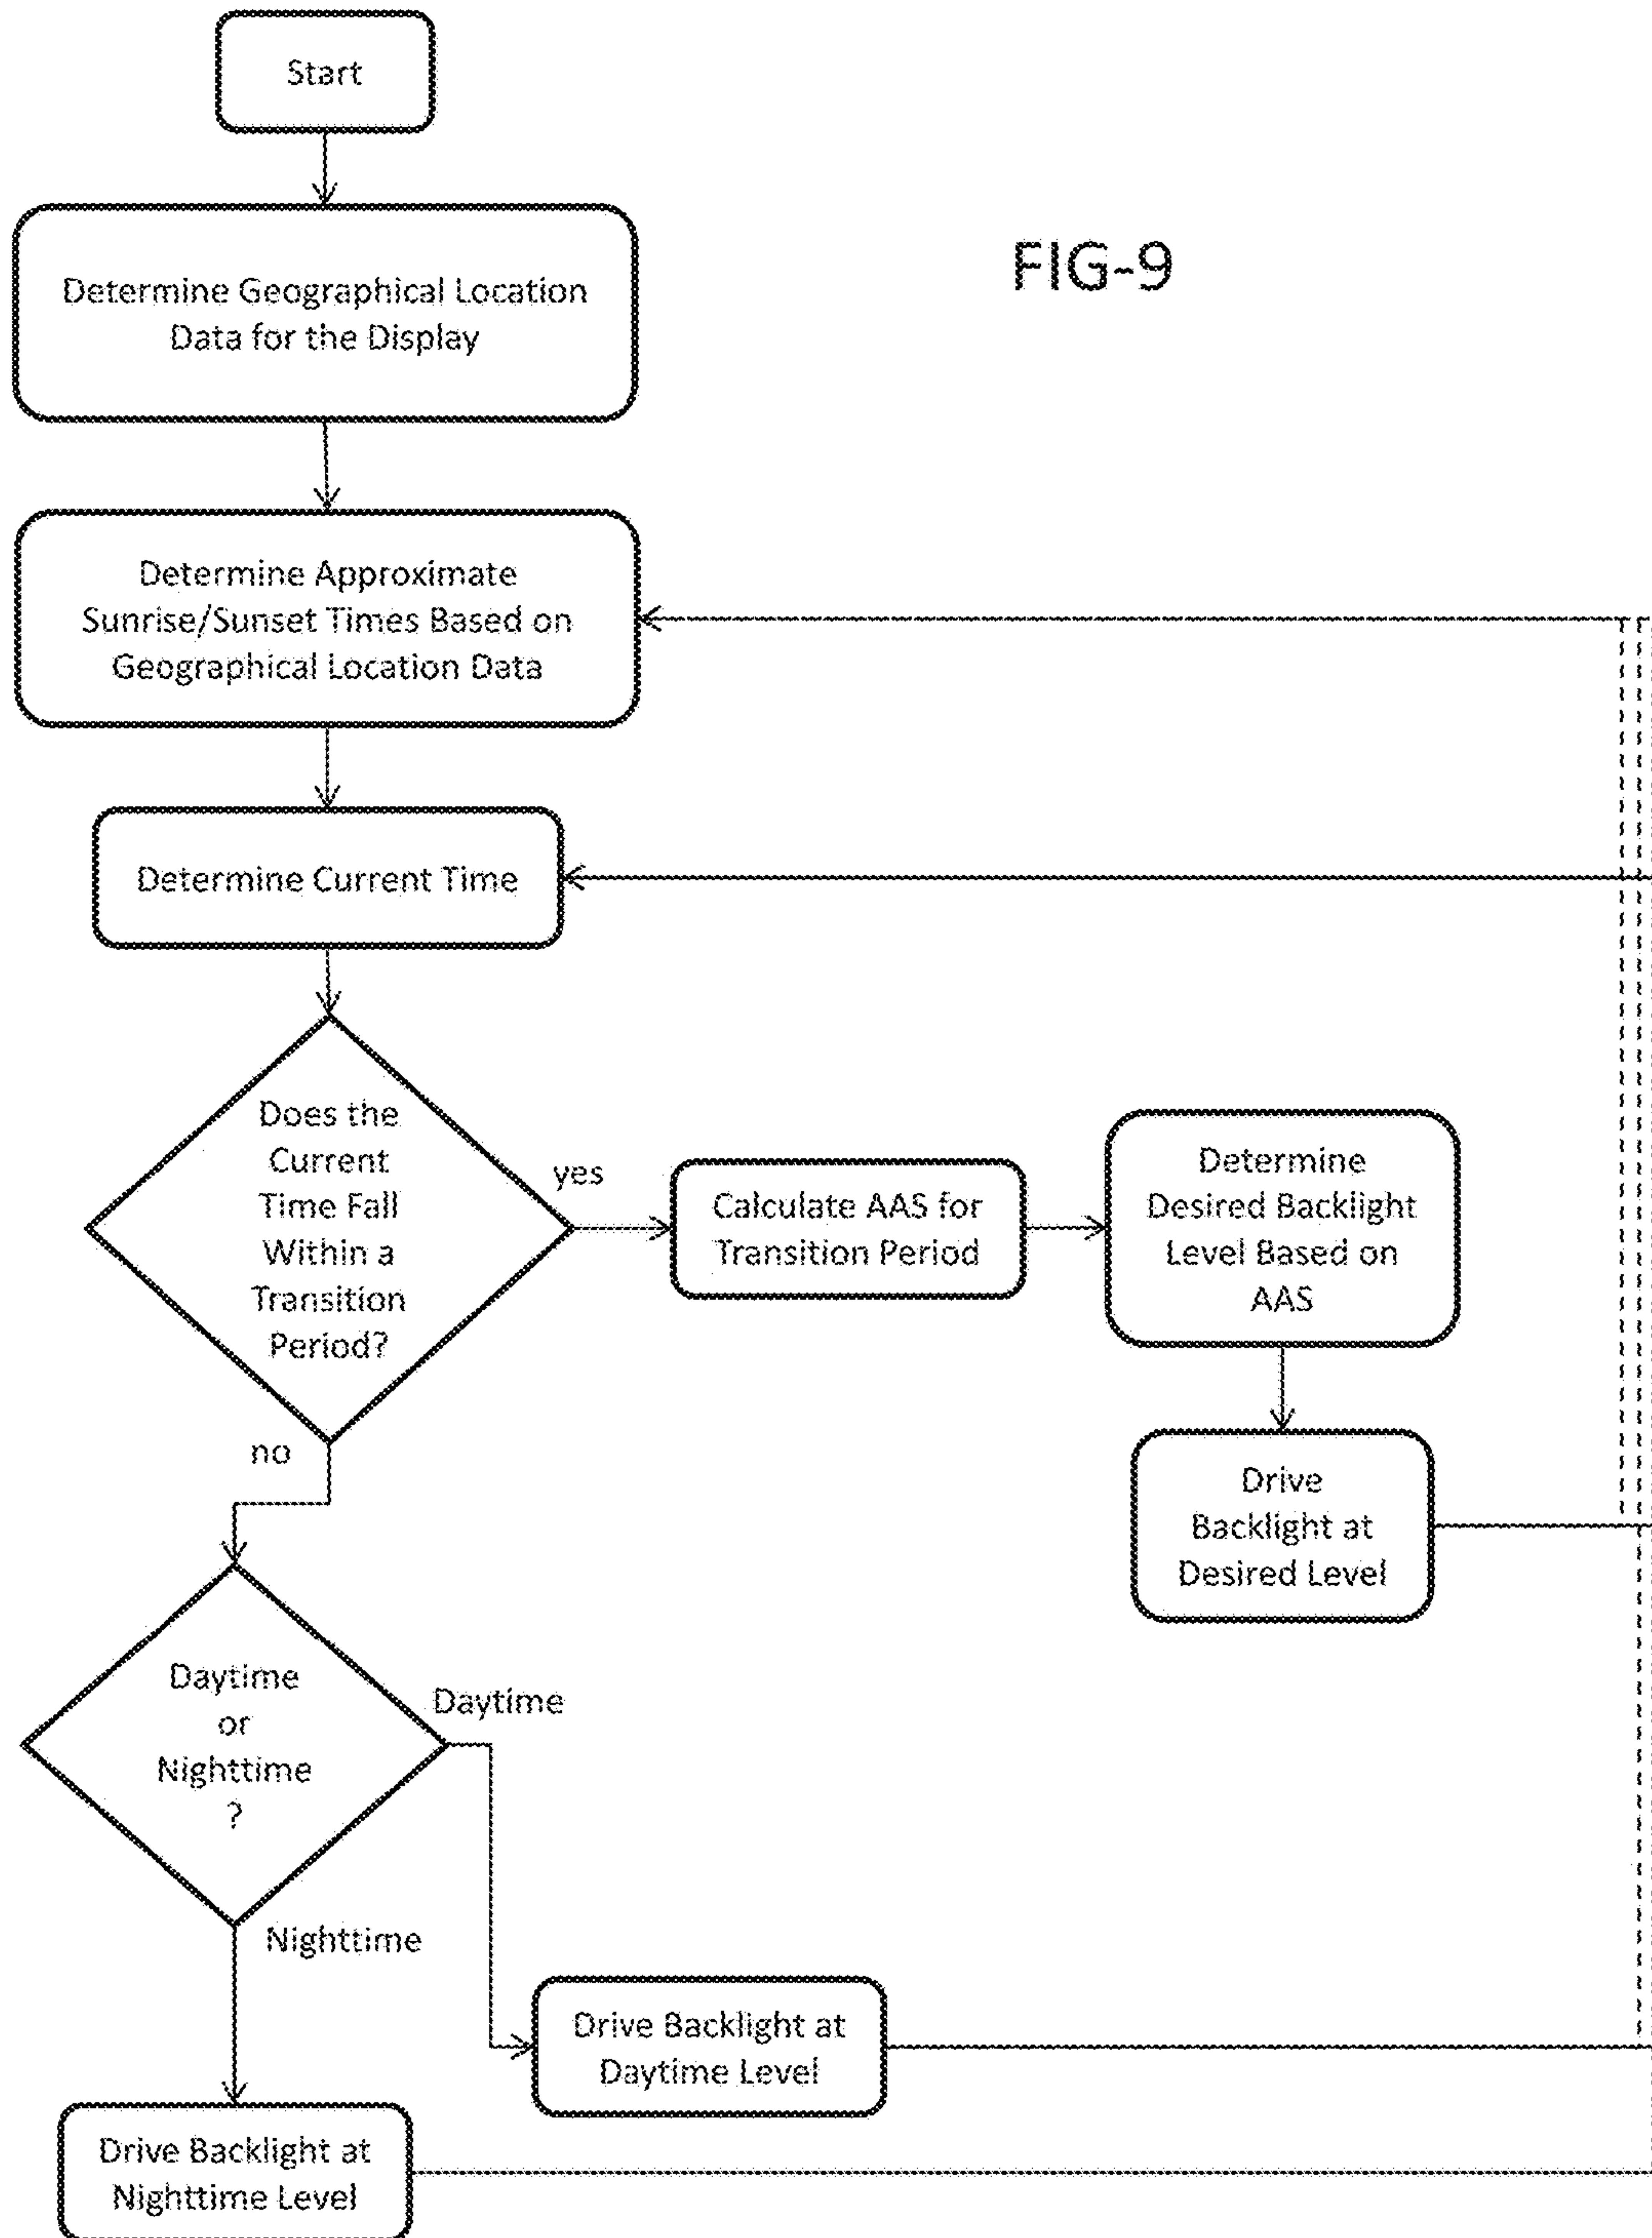 Start
FIG-9
Determine Geographical Location
Data for the Display
Determine Approximate
Sunrise/Sunset Times Based on
Geographical Location Data
Determine Current Time
Does the
Current
Time Fall
Within a
Transition
Period?
yes
Calculate AAS for
Transition Period
Determine
Desired Backlight
Level Based on
AAS
no
Drive
Backlight at
Desired Level
Daytime
or
Nighttime
?
Daytime
Nighttime
Drive Backlight at
Daytime Level
Drive Backlight at
Nighttime Level